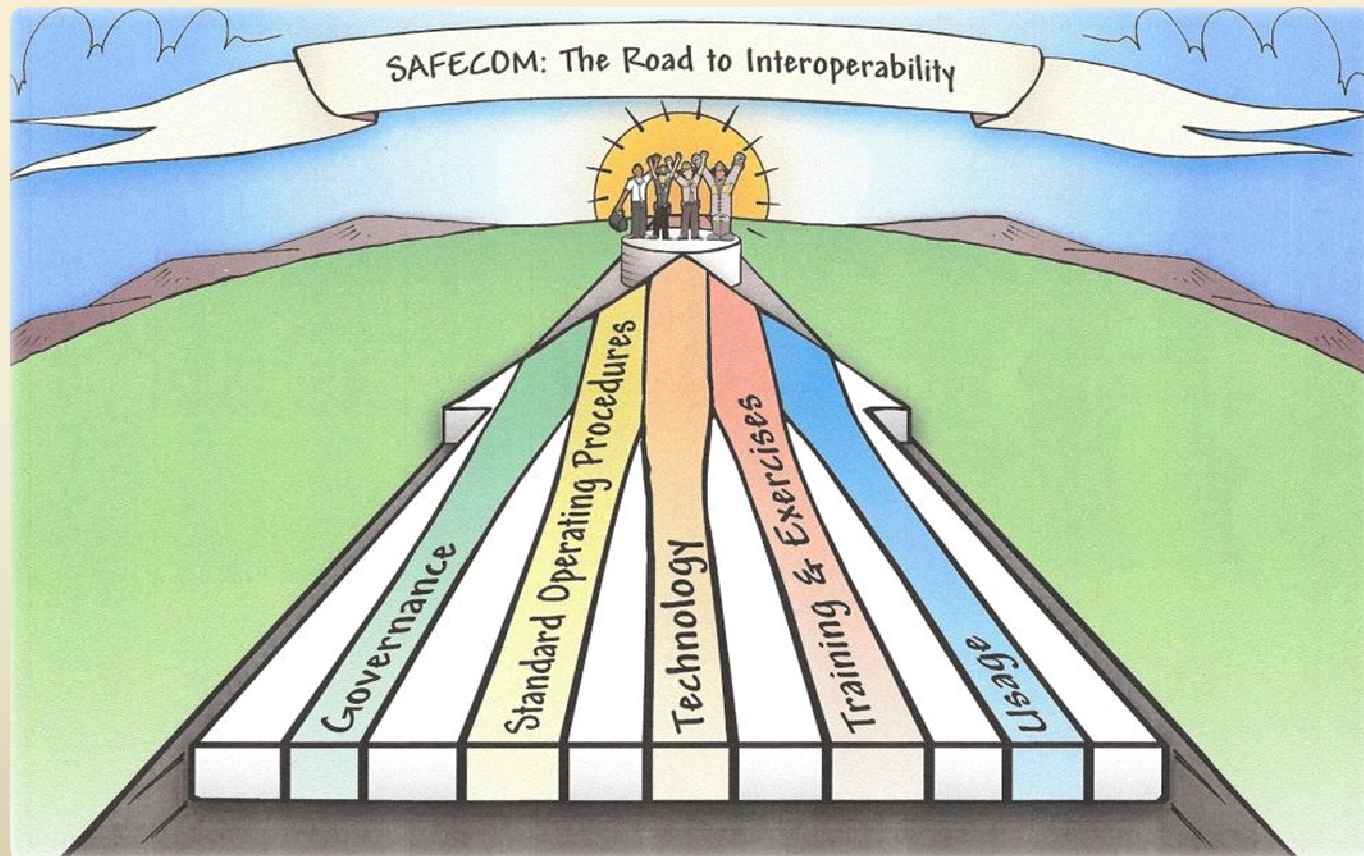 SAFECOM: The Road to Interoperability
Governance
Standard Operating Procedures
Technology
Training & Exercises
Usage